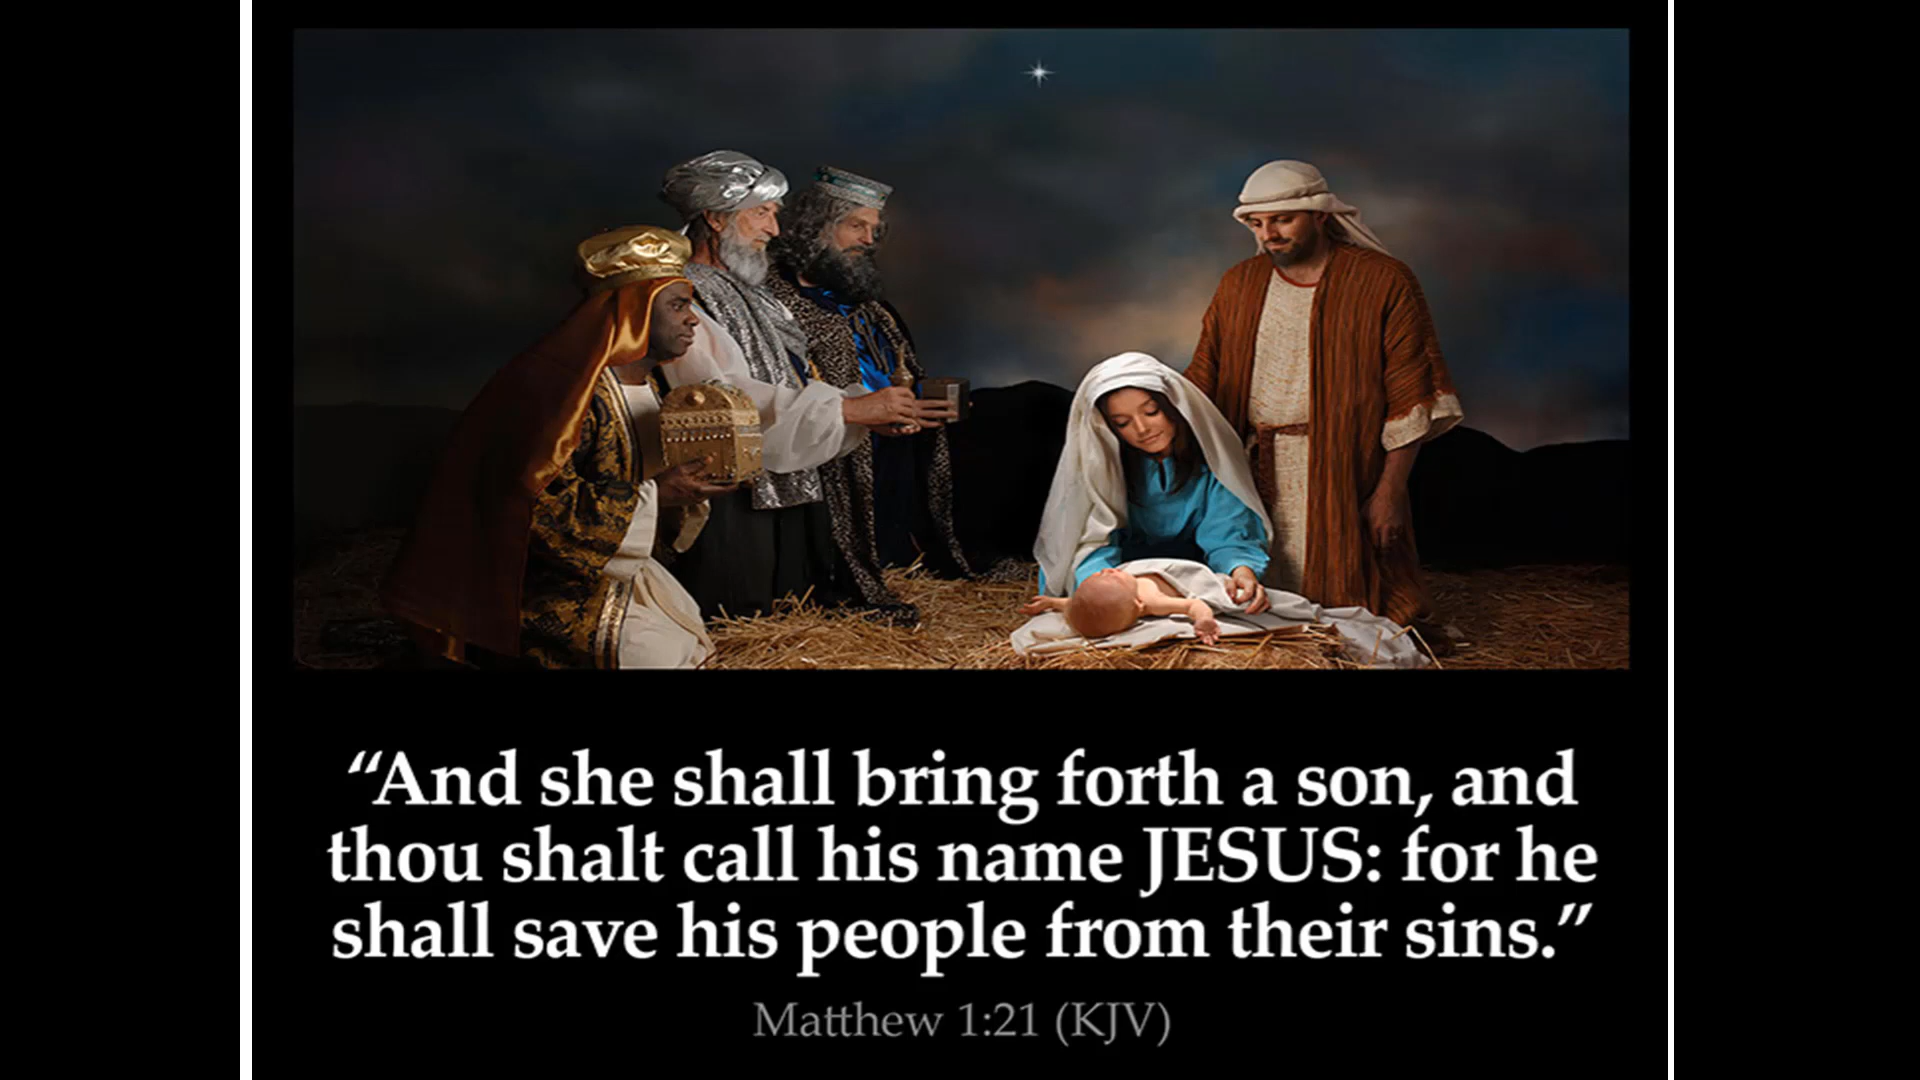 “And she shall bring forth a son, and
thou shalt call his name JESUS: for he
shall save his people from their sins.”
Matthew 1:21 (KJV)